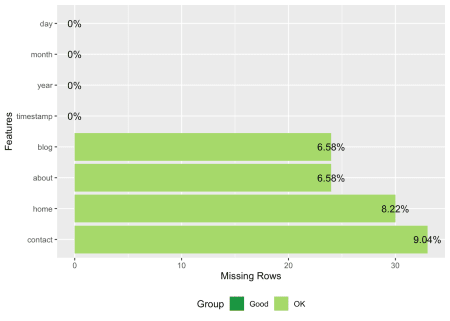 day
0%
month
0%
year
0%
timestamp
0%
blog
6.58%
about
6.58%
home
8.22%
contact
9.04%
Features
0
10
20
30
Missing Rows
Group
Good
OK